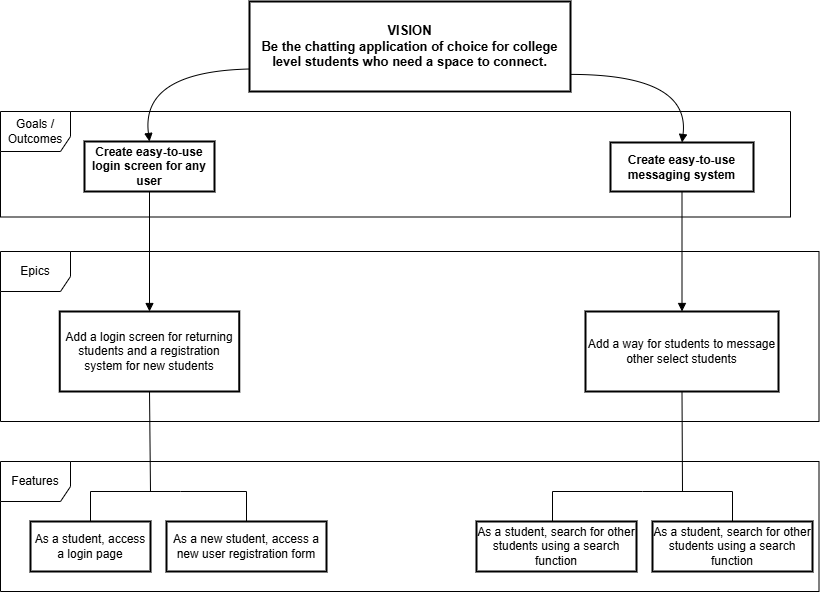 VISION
Be the chatting application of choice for college
level students who need a space to connect.
Goals /
Outcomes
Create easy-to-use
login screen for any
user
Create easy-to-use
messaging system
Epics
Add a login screen for returning
students and a registration
system for new students
Add a way for students to message
other select students
Features
As a student, access
a login page
As a new student, access a
new user registration form
As a student, search for other
students using a search
function
As a student, search for other
students using a search
function